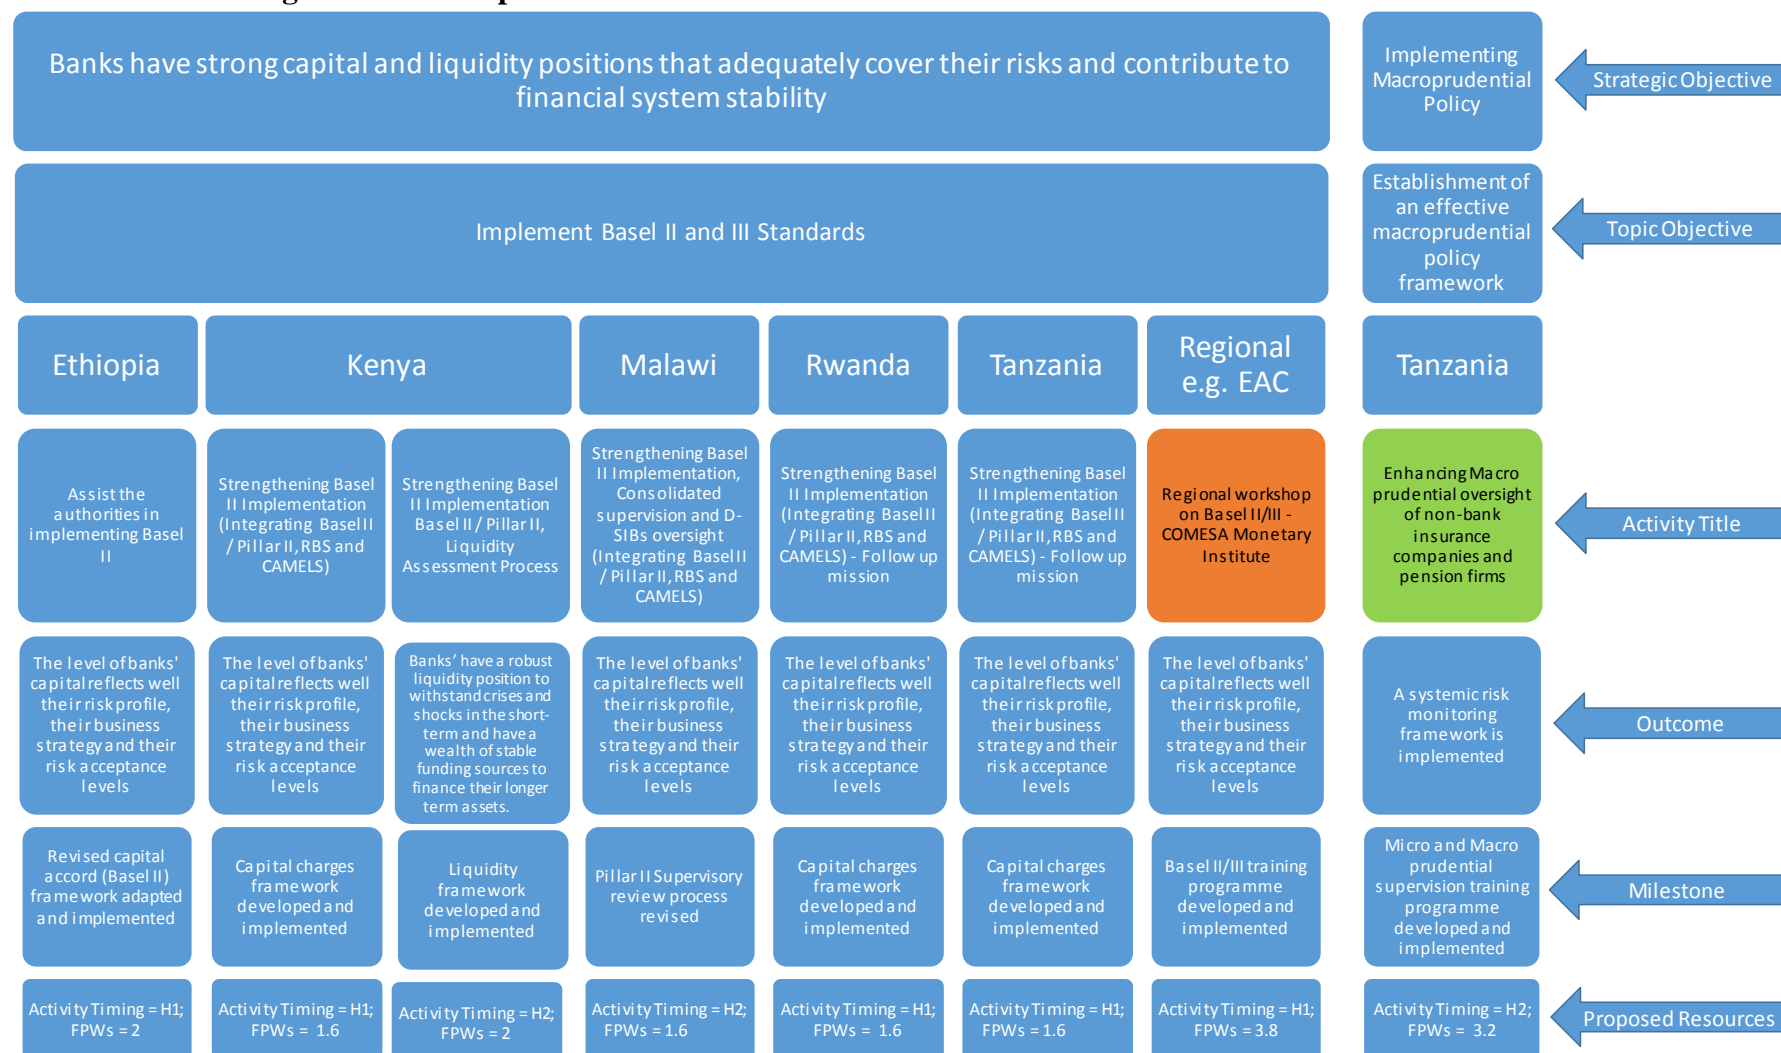 Banks have strong capital and liquidity positions that adequately cover their risks and contribute to
financial system stability
Implementing
Macroprudential
Policy
Strategic Objective
Implement Basel II and III Standards
Establishment of
an effective
macroprudential
policy
framework
Topic Objective
Ethiopia
Kenya
Malawi
Rwanda
Tanzania
Regional
e.g. EAC
Tanzania
Assist the
authorities in
implementing Basel
II
Strengthening Basel
II Implementation
(Integrating Basel II
/ Pillar II, RBS and
CAMELS)
Strengthening Basel
II Implementation
Basel II / Pillar II,
Liquidity
Assessment Process
Strengthening Basel
II Implementation,
Consolidated
supervision and D-
SIBs oversight
(Integrating Basel II
/ Pillar II, RBS and
CAMELS)
Strengthening Basel
II Implementation
(Integrating Basel II
/ Pillar II, RBS and
CAMELS) - Follow up
mission
Strengthening Basel
II Implementation
(Integrating Basel II
/ Pillar II, RBS and
CAMELS) - Follow up
mission
Regional workshop
on Basel II/III -
COMESA Monetary
Institute
Enhancing Macro
prudential oversight
of non-bank
insurance
companies and
pension firms
Activity Title
The level of banks'
capital reflects well
their risk profile,
their business
strategy and their
risk acceptance
levels
The level of banks'
capital reflects well
their risk profile,
their business
strategy and their
risk acceptance
levels
Banks’ have a robust
liquidity position to
withstand crises and
shocks in the short-
term and have a
wealth of stable
funding sources to
finance their longer
term assets.
The level of banks'
capital reflects well
their risk profile,
their business
strategy and their
risk acceptance
levels
The level of banks'
capital reflects well
their risk profile,
their business
strategy and their
risk acceptance
levels
The level of banks'
capital reflects well
their risk profile,
their business
strategy and their
risk acceptance
levels
The level of banks'
capital reflects well
their risk profile,
their business
strategy and their
risk acceptance
levels
A systemic risk
monitoring
framework is
implemented
Outcome
Revised capital
accord (Basel II)
framework adapted
and implemented
Capital charges
framework
developed and
implemented
Liquidity
framework
developed and
implemented
Pillar II Supervisory
review process
revised
Capital charges
framework
developed and
implemented
Capital charges
framework
developed and
implemented
Basel II/III training
programme
developed and
implemented
Micro and Macro
prudential
supervision training
programme
developed and
implemented
Milestone
Activity Timing = H1;
FPWs = 2
Activity Timing = H1;
FPWs = 1.6
Activity Timing = H2;
FPWs = 2
Activity Timing = H2;
FPWs = 1.6
Activity Timing = H1;
FPWs = 1.6
Activity Timing = H1;
FPWs = 1.6
Activity Timing = H1;
FPWs = 3.8
Activity Timing = H2;
FPWs = 3.2
Proposed Resources